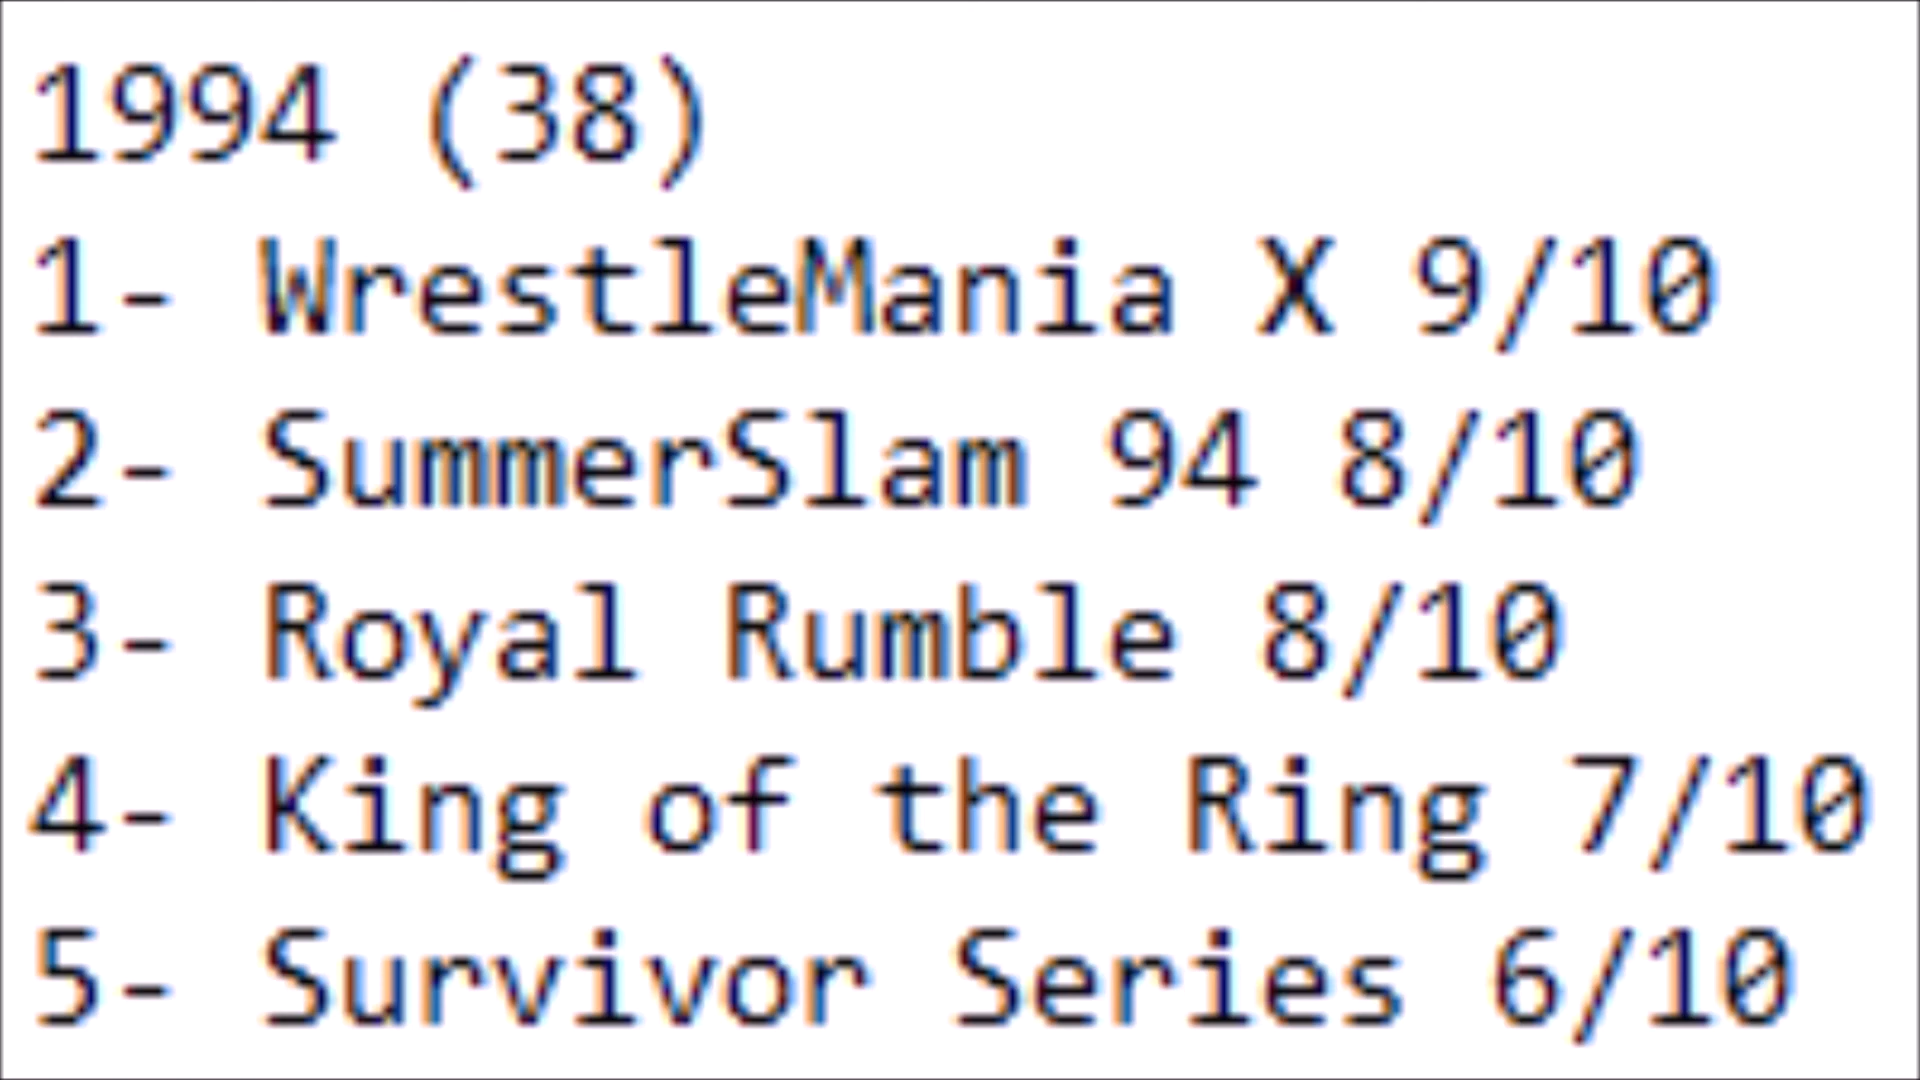 1994 (38)
1- WrestleMania X 9/10
2- SummerSlam 94 8/10
3- Royal Rumble 8/10
4- King of the Ring 7/10
5- Survivor Series 6/10